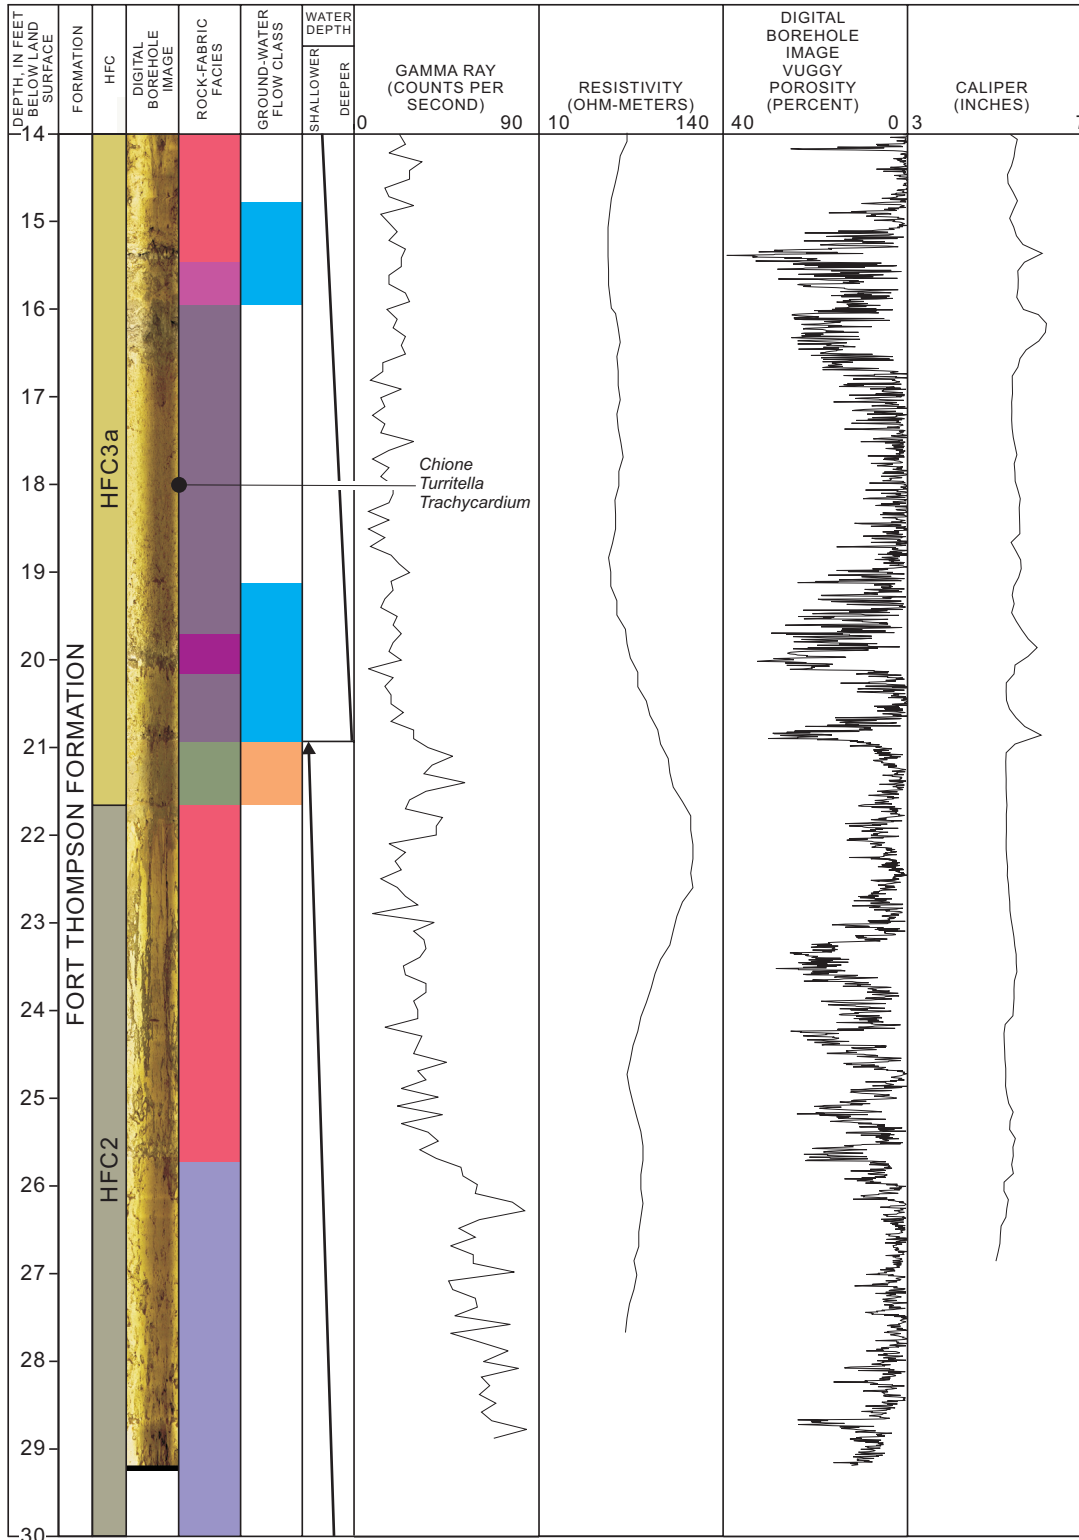 DEPTH, IN FEET
BELOW LAND
SURFACE
FORMATION
HFC
DIGITAL
BOREHOLE
IMAGE
ROCK-FABRIC
FACIES
GROUND-WATER
FLOW CLASS
WATER
DEPTH
SHALLOWER
DEEPER
GAMMA RAY
(COUNTS PER
SECOND)
0 90
RESISTIVITY
(OHM-METERS)
10 140
DIGITAL
BOREHOLE
IMAGE
VUGGY
POROSITY
(PERCENT)
40 0
CALIPER
(INCHES)
3 7
14
15
16
17
18
19
20
21
22
23
24
25
26
27
28
29
30
FORT THOMPSON FORMATION
HFC3a
HFC2
Chione
Turritella
Trachycardium